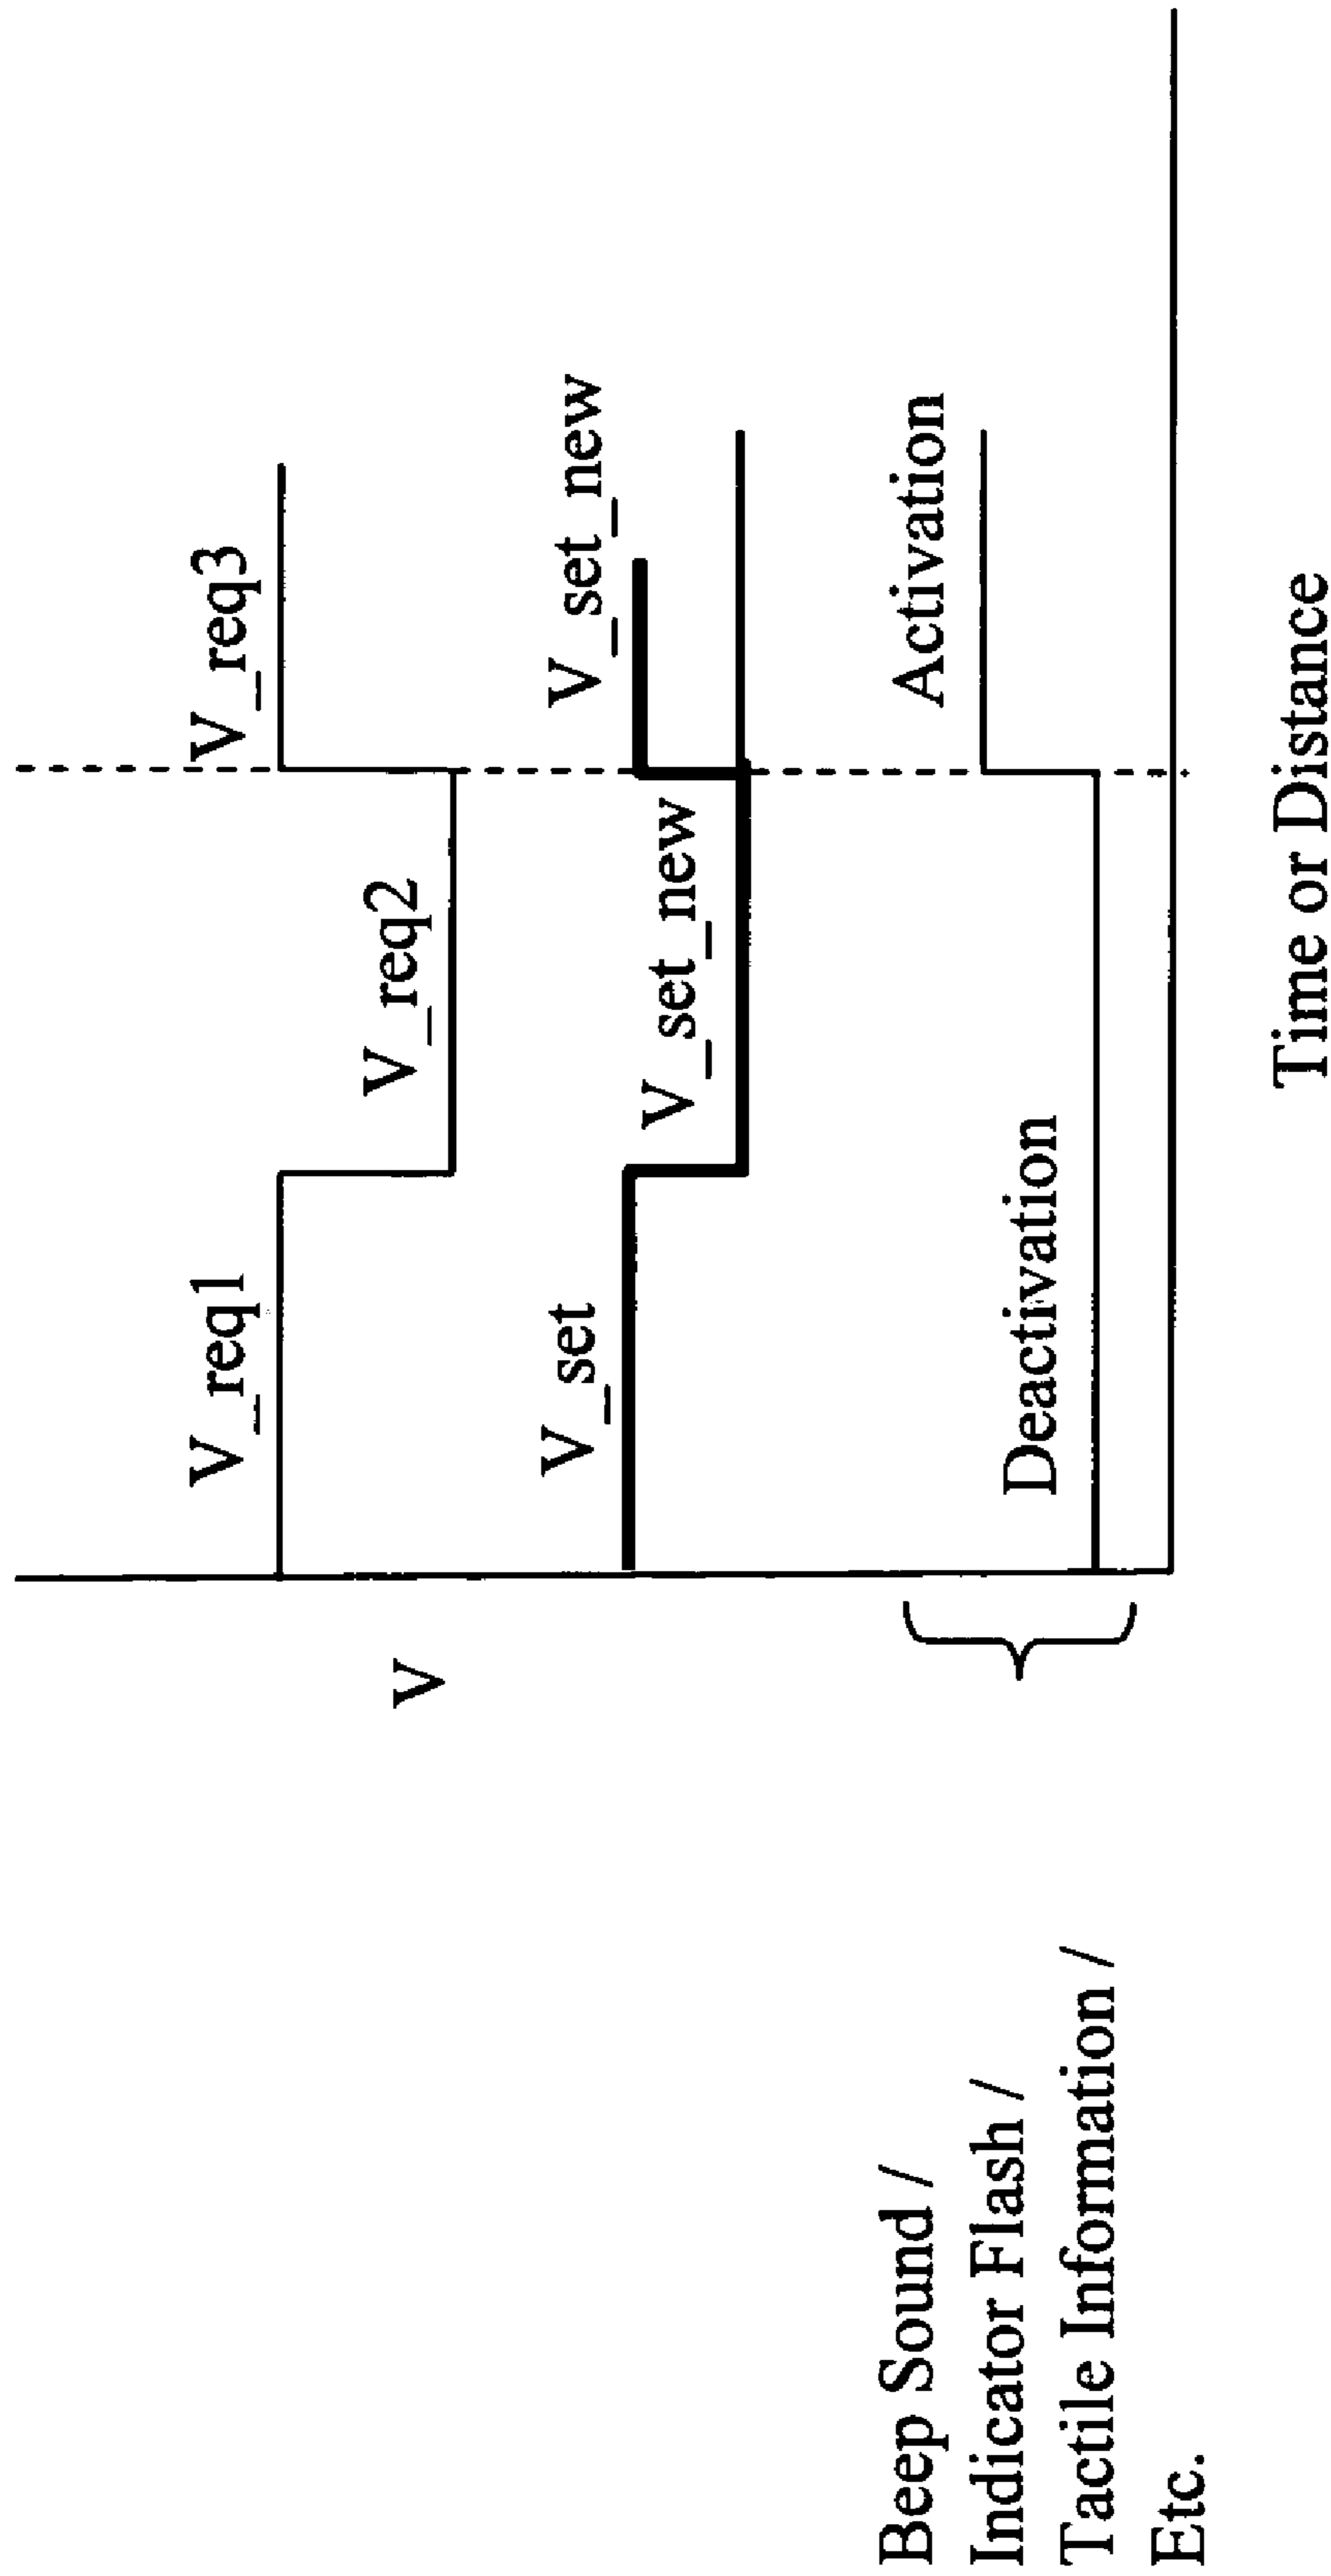 V_req1
V_req2
V_req3
V
V_set
V_set_new
V_set_new
Deactivation
Activation
Beep Sound /
Indicator Flash /
Tactile Information /
Etc.
Time or Distance